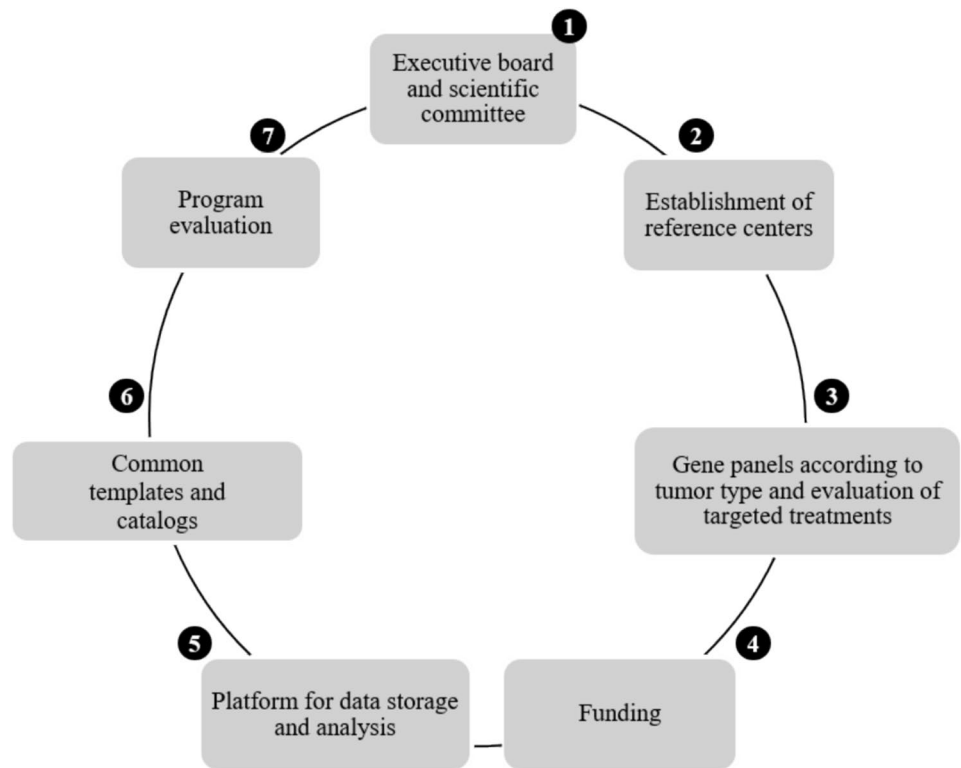 1
Executive board
and scientific
committee
2
Establishment of
reference centers
3
Gene panels according to
tumor type and evaluation of
targeted treatments
4
Funding
5
Platform for data storage
and analysis
6
Common
templates and
catalogs
7
Program
evaluation